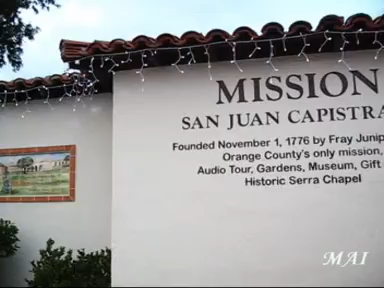 MISSION
SAN JUAN CAPISTRA
Founded November 1, 1776 by Fray Junip
Orange County's only mission,
Audio Tour, Gardens, Museum, Gift
Historic Serra Chapel
MAI